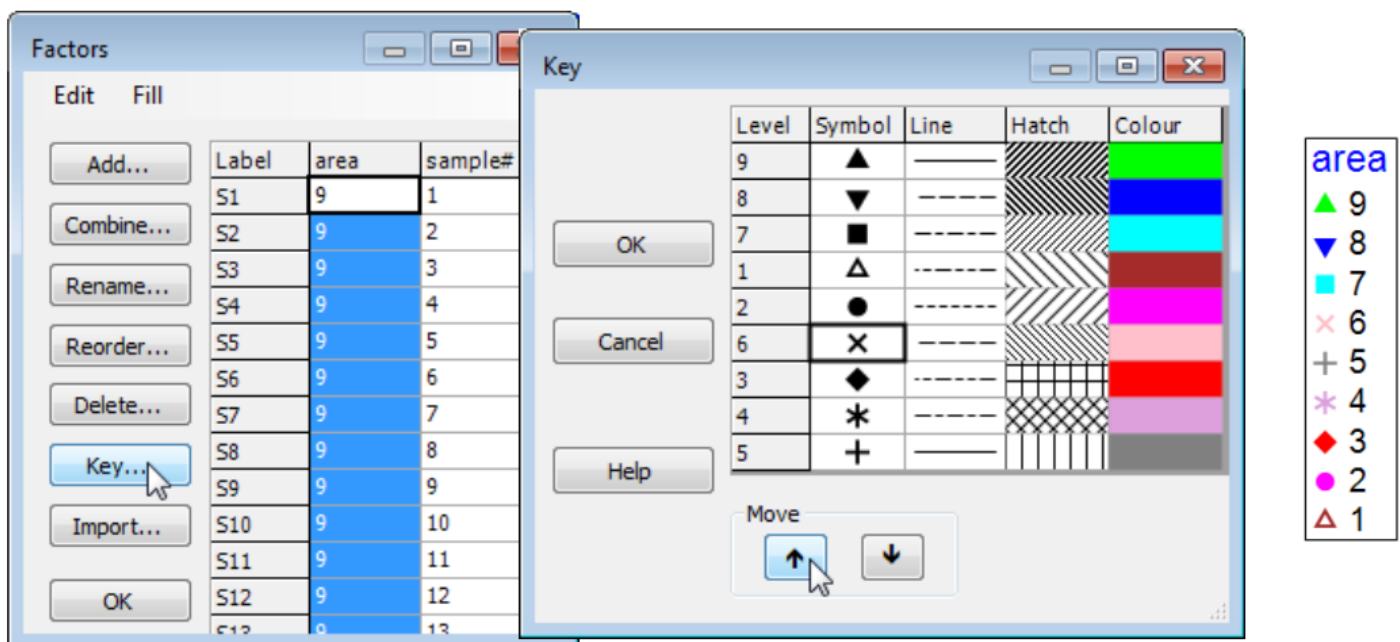 Factors
Edit Fill
Add...
Combine...
Rename...
Reorder...
Delete...
Key...
Import...
OK
Label area sample#
S1 9 1
S2 9 2
S3 9 3
S4 9 4
S5 9 5
S6 9 6
S7 9 7
S8 9 8
S9 9 9
S10 9 10
S11 9 11
S12 9 12
S13 9 13
Key
OK
Cancel
Help
Level Symbol Line Hatch Colour
9
8
7
1
2
6
3
4
5
Move
area
9
8
7
6
5
4
3
2
1